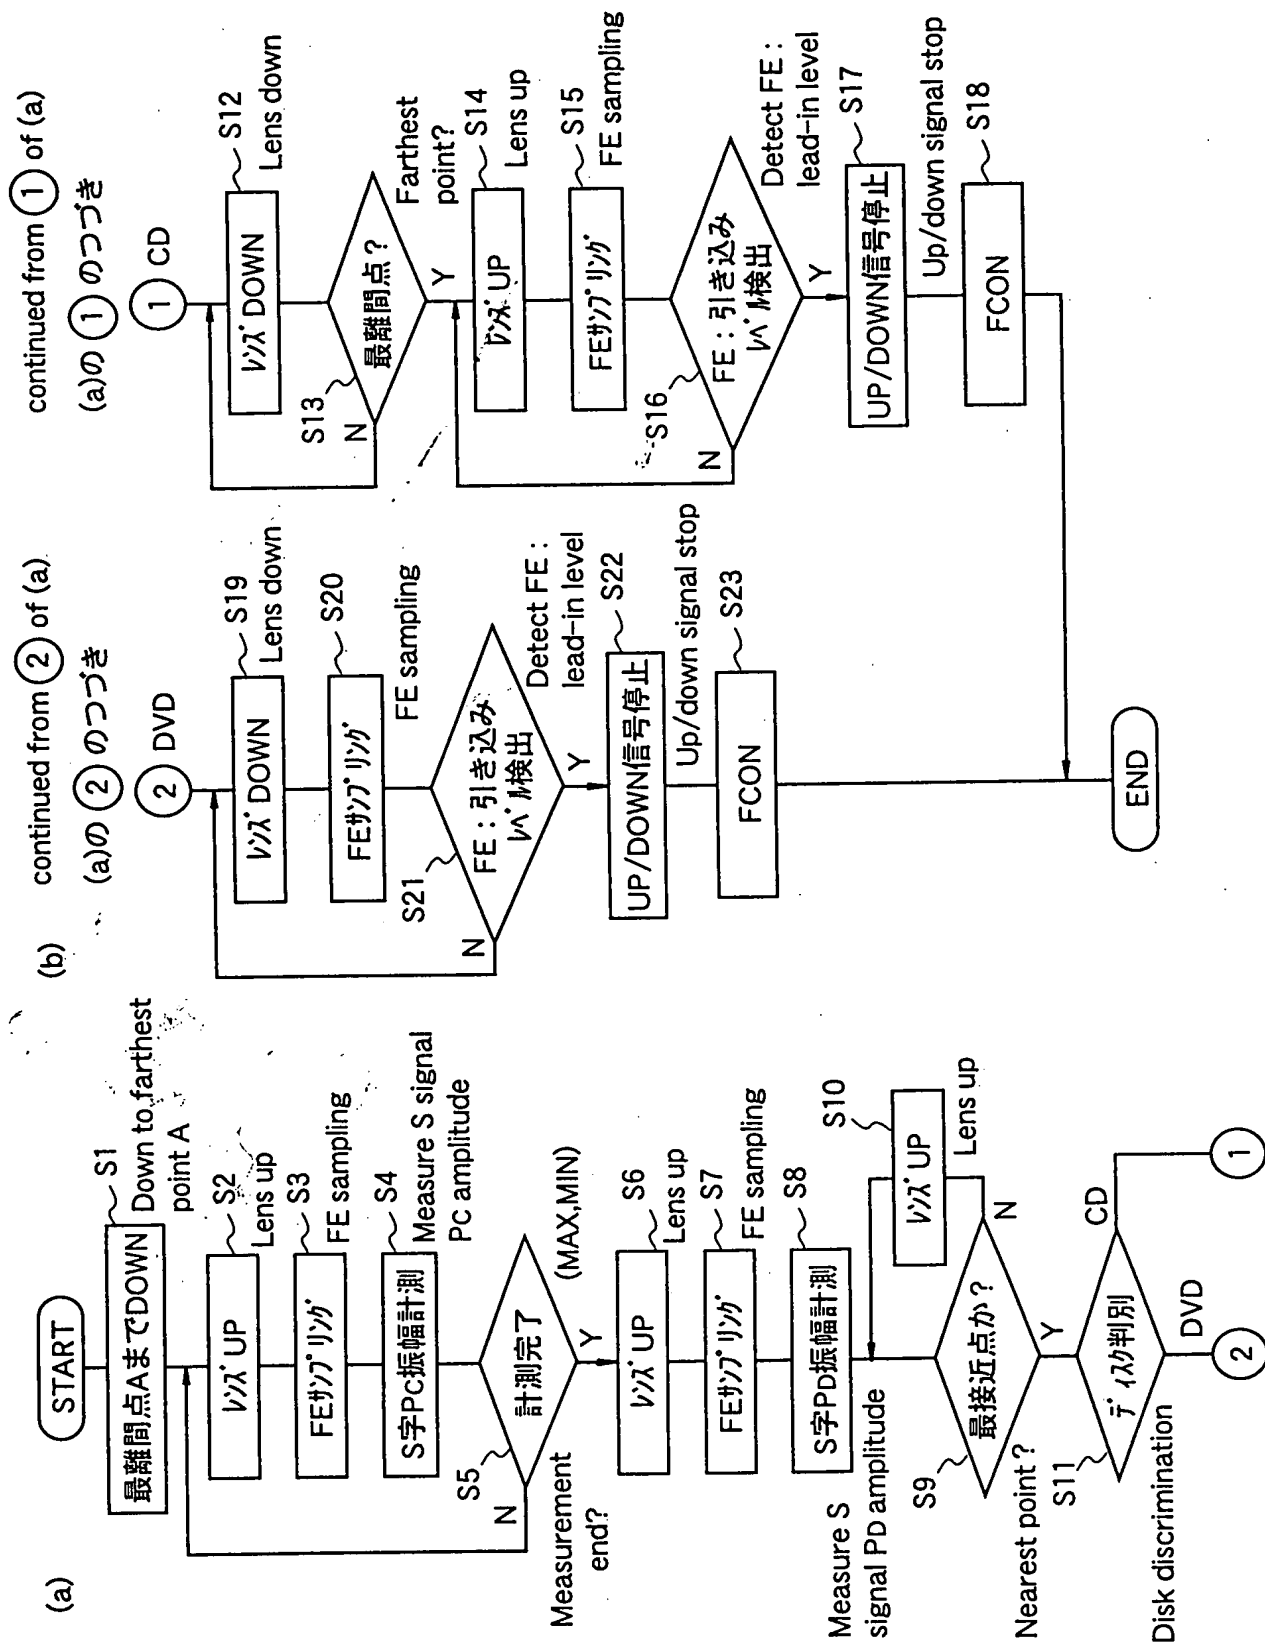 (a)
START
最離間点AまでDOWN
S1
Down to farthest
point A
レンズUP
S2
Lens up
FEサンプリング
S3
FE sampling
S字PC振幅計測
S4
Measure S signal
PC amplitude
計測完了
S5
N
Y
(MAX,MIN)
Measurement
end?
レンズUP
S6
Lens up
FEサンプリング
S7
FE sampling
S字PD振幅計測
S8
Measure S
signal PD amplitude
レンズUP
S10
Lens up
最接近点か?
S9
N
Y
Nearest point?
ディスク判別
S11
CD
DVD
Disk discrimination
1
2
(b)
continued from 2 of (a)
(a)の 2 のつづき
2 DVD
レンズDOWN
S19
Lens down
FEサンプリング
S20
FE sampling
FE:引き込み
レベル検出
S21
N
Y
Detect FE:
lead-in level
UP/DOWN信号停止
S22
Up/down signal stop
FCON
S23
END
continued from 1 of (a)
(a)の 1 のつづき
1 CD
レンズDOWN
S12
Lens down
最離間点?
S13
N
Y
Farthest
point?
レンズUP
S14
Lens up
FEサンプリング
S15
FE sampling
FE:引き込み
レベル検出
S16
N
Y
Detect FE:
lead-in level
UP/DOWN信号停止
S17
Up/down signal stop
FCON
S18